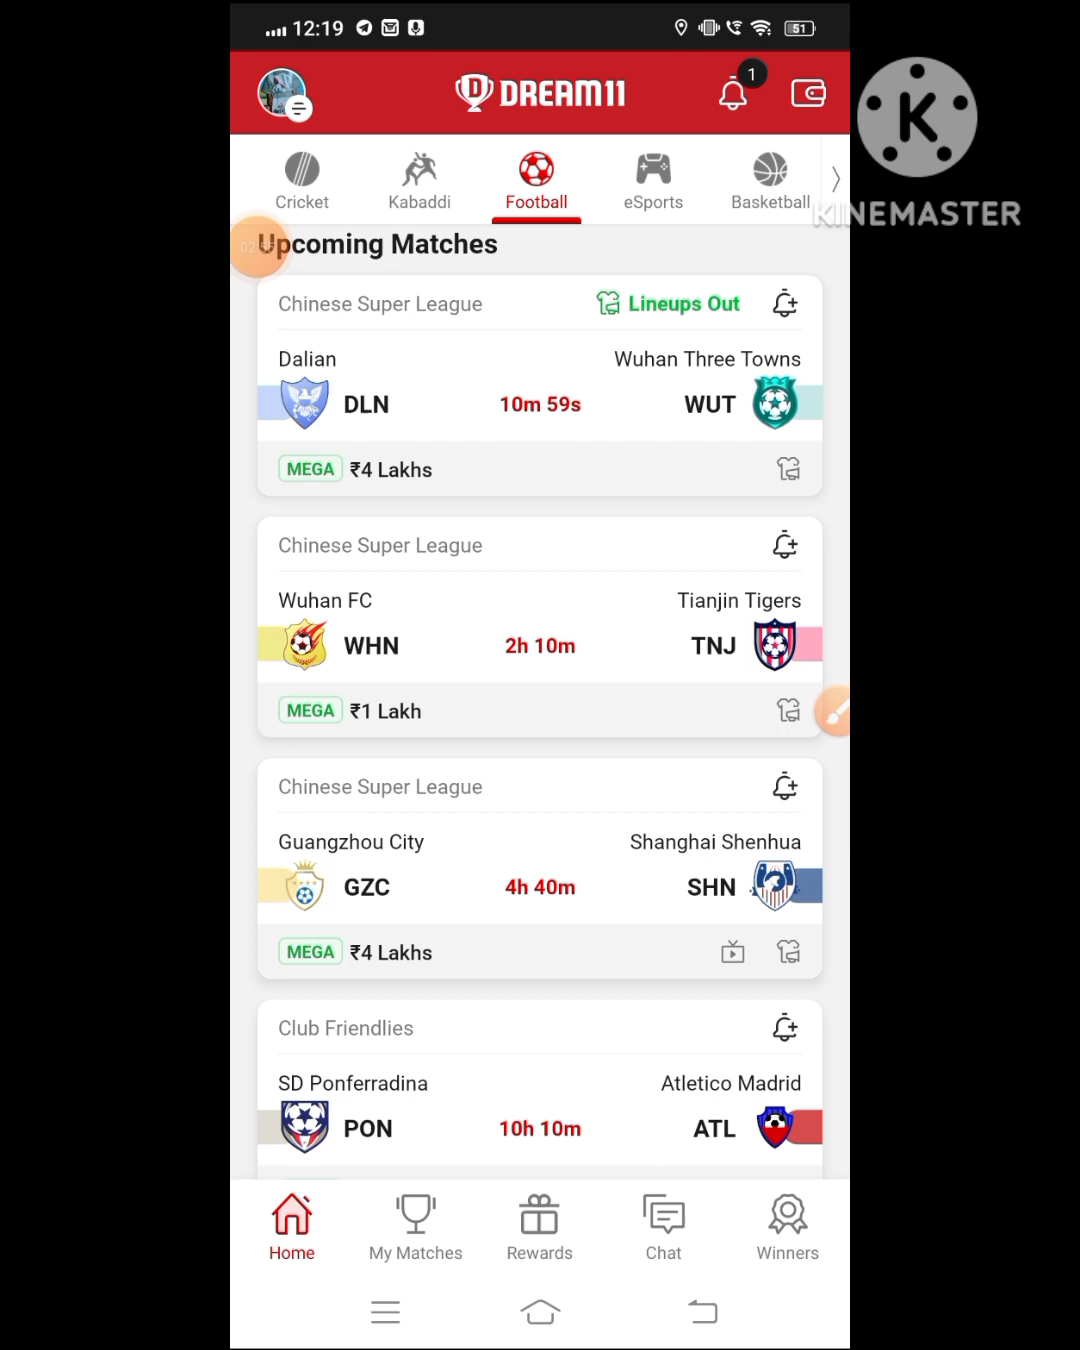 12:19
51
1
DREAM11
K
KINEMASTER
Cricket
Kabaddi
Football
eSports
Basketball
Upcoming Matches
Chinese Super League
Lineups Out
Dalian
Wuhan Three Towns
DLN
10m 59s
WUT
MEGA ₹4 Lakhs
Chinese Super League
Wuhan FC
Tianjin Tigers
WHN
2h 10m
TNJ
MEGA ₹1 Lakh
Chinese Super League
Guangzhou City
Shanghai Shenhua
GZC
4h 40m
SHN
MEGA ₹4 Lakhs
Club Friendlies
SD Ponferradina
Atletico Madrid
PON
10h 10m
ATL
Home
My Matches
Rewards
Chat
Winners